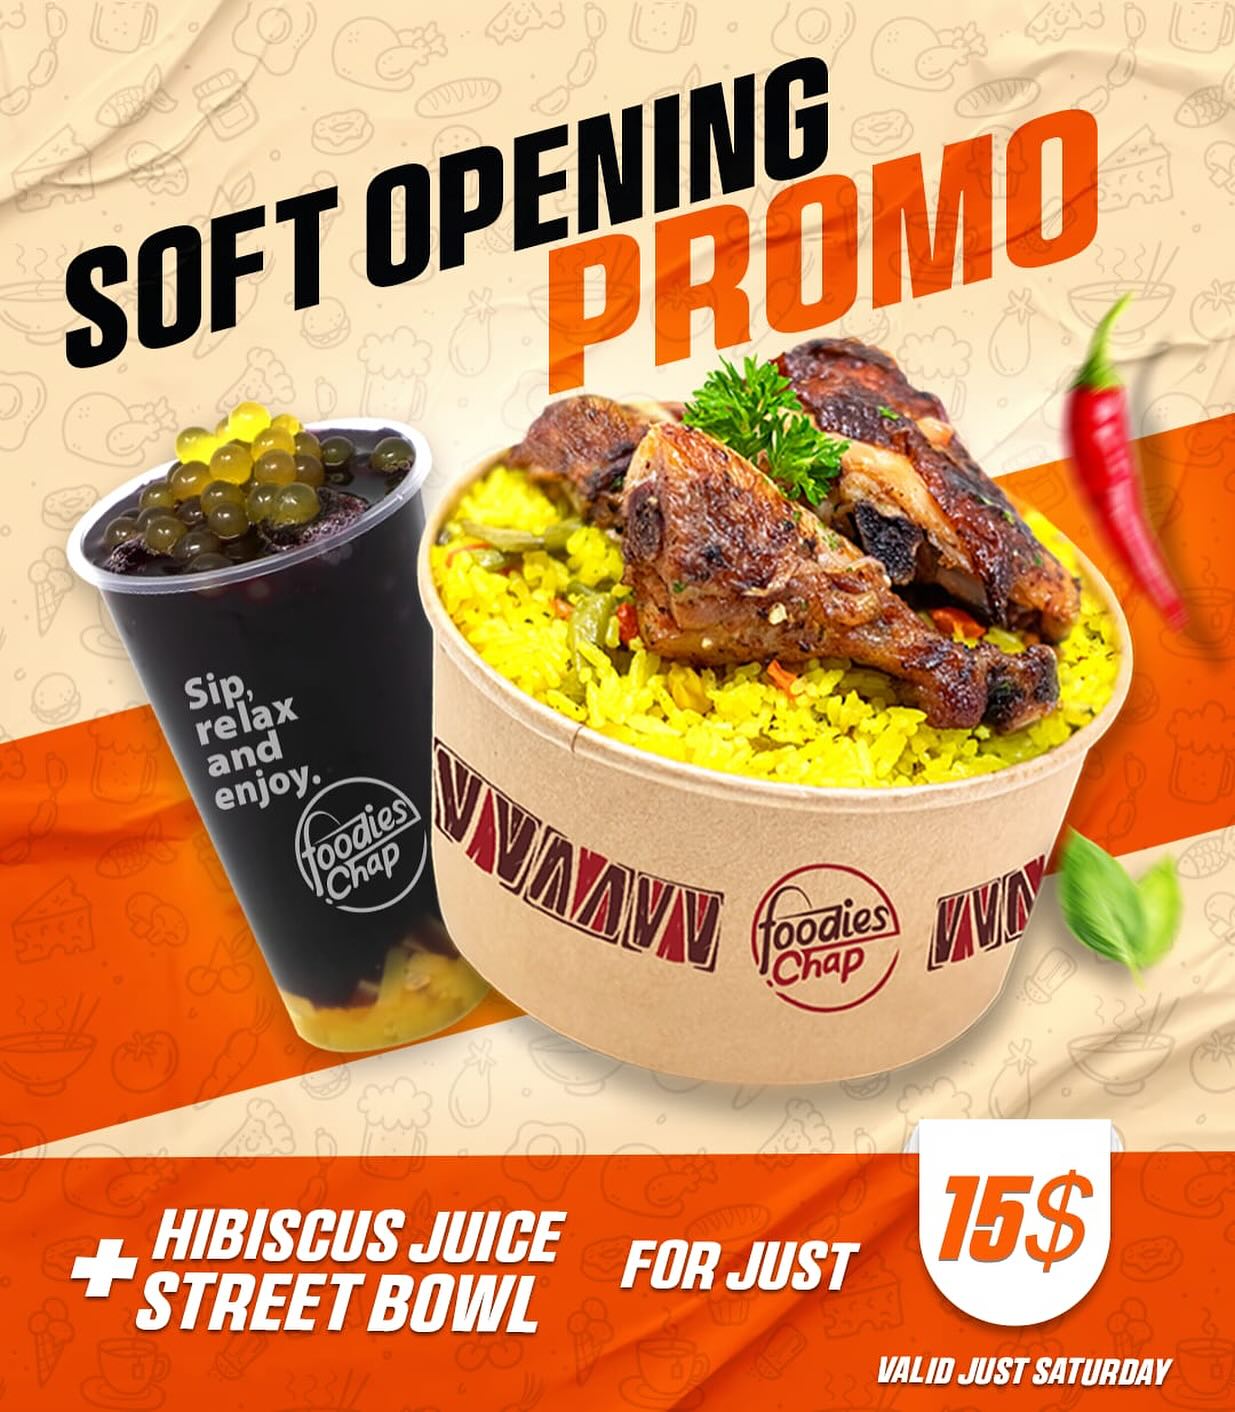 SOFT OPENING
PROMO
Sip,
relax
and
enjoy.
foodies
Chap
foodies
Chap
+ HIBISCUS JUICE
STREET BOWL
FOR JUST
15$
VALID JUST SATURDAY